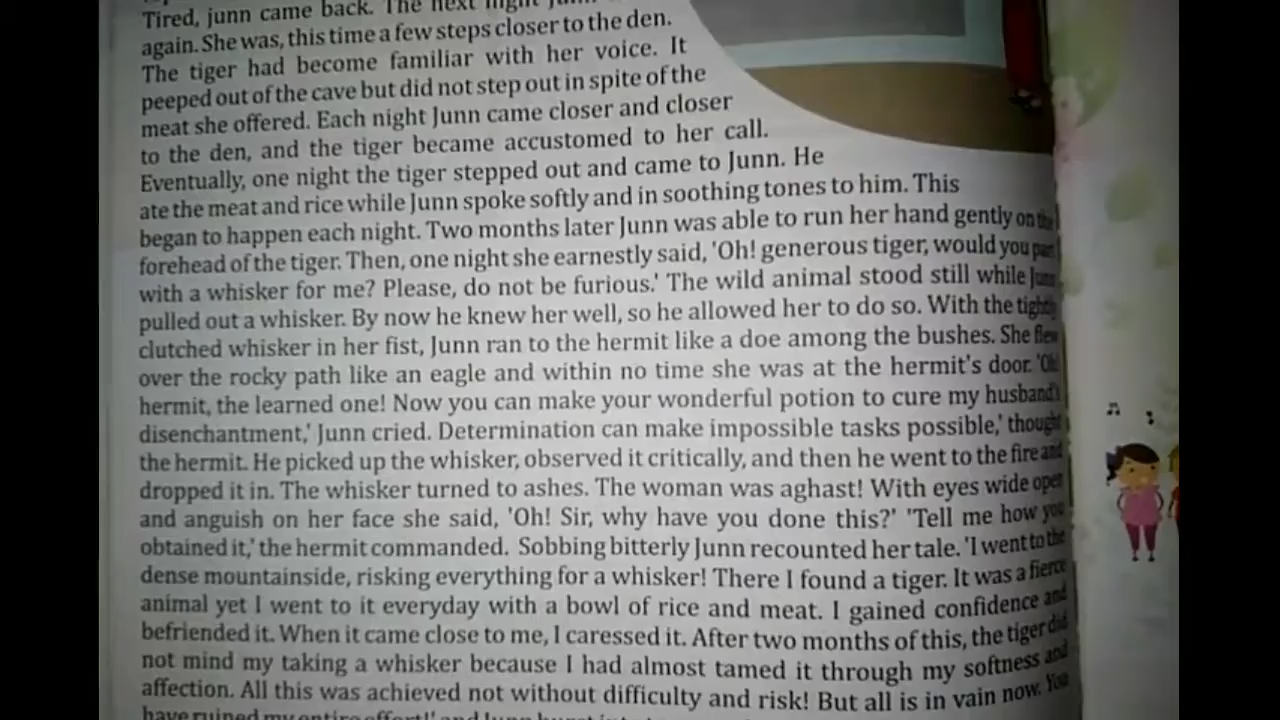 Tired, junn came back. The next night
again. She was, this time a few steps closer to the den.
The tiger had become familiar with her voice. It
peeped out of the cave but did not step out in spite of the
meat she offered. Each night Junn came closer and closer
to the den, and the tiger became accustomed to her call.
Eventually, one night the tiger stepped out and came to Junn. He
ate the meat and rice while Junn spoke softly and in soothing tones to him. This
began to happen each night. Two months later Junn was able to run her hand gently on the
forehead of the tiger. Then, one night she earnestly said, 'Oh! generous tiger, would you part
with a whisker for me? Please, do not be furious.' The wild animal stood still while Junn
pulled out a whisker. By now he knew her well, so he allowed her to do so. With the tightly
clutched whisker in her fist, Junn ran to the hermit like a doe among the bushes. She flew
over the rocky path like an eagle and within no time she was at the hermit's door. 'Oh!
hermit, the learned one! Now you can make your wonderful potion to cure my husband's
disenchantment,' Junn cried. Determination can make impossible tasks possible,' thought
the hermit. He picked up the whisker, observed it critically, and then he went to the fire and
dropped it in. The whisker turned to ashes. The woman was aghast! With eyes wide open
and anguish on her face she said, 'Oh! Sir, why have you done this?' 'Tell me how you
obtained it,' the hermit commanded. Sobbing bitterly Junn recounted her tale. 'I went to the
dense mountainside, risking everything for a whisker! There I found a tiger. It was a fierce
animal yet I went to it everyday with a bowl of rice and meat. I gained confidence and
befriended it. When it came close to me, I caressed it. After two months of this, the tiger did
not mind my taking a whisker because I had almost tamed it through my softness and
affection. All this was achieved not without difficulty and risk! But all is in vain now. You
have ruined my entire effort!' and Junn burst